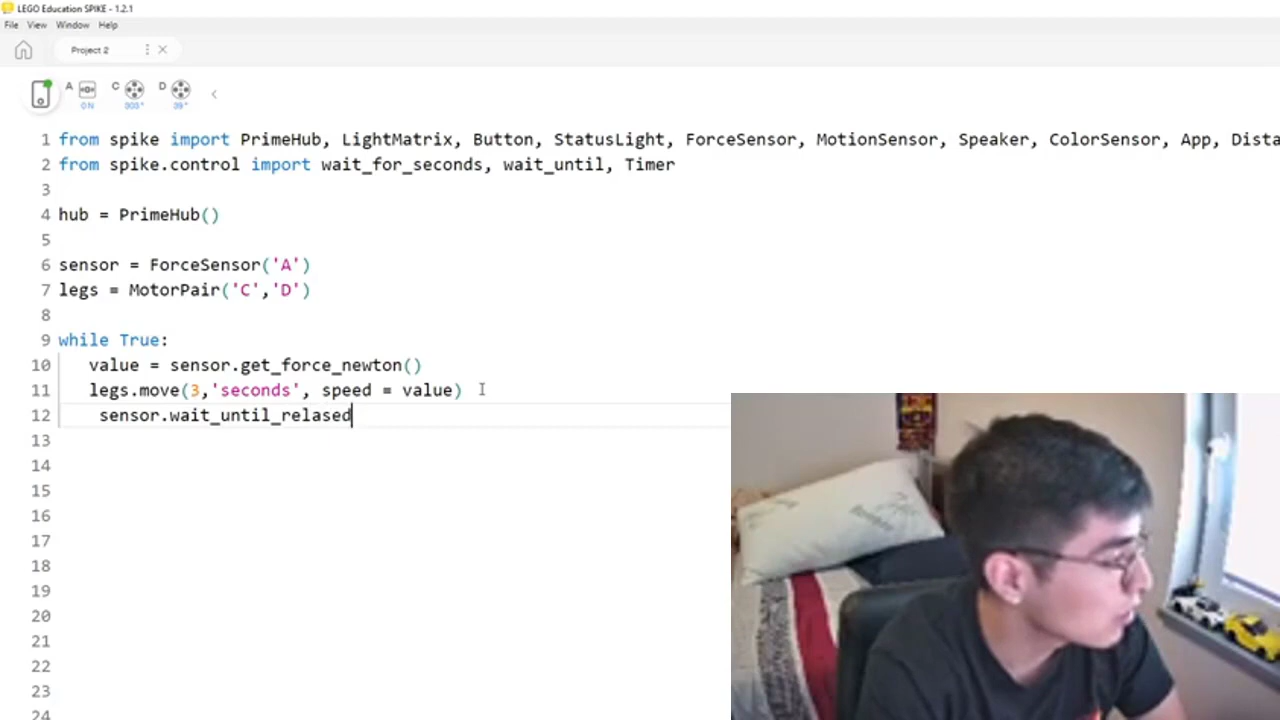 LEGO Education SPIKE - 1.2.1
File View Window Help
Project 2
A ON C 303° D 39°
1 from spike import PrimeHub, LightMatrix, Button, StatusLight, ForceSensor, MotionSensor, Speaker, ColorSensor, App, Dista
2 from spike.control import wait_for_seconds, wait_until, Timer
3
4 hub = PrimeHub()
5
6 sensor = ForceSensor('A')
7 legs = MotorPair('C','D')
8
9 while True:
10 value = sensor.get_force_newton()
11 legs.move(3,'seconds', speed = value)
12 sensor.wait_until_relased
13
14
15
16
17
18
19
20
21
22
23
24